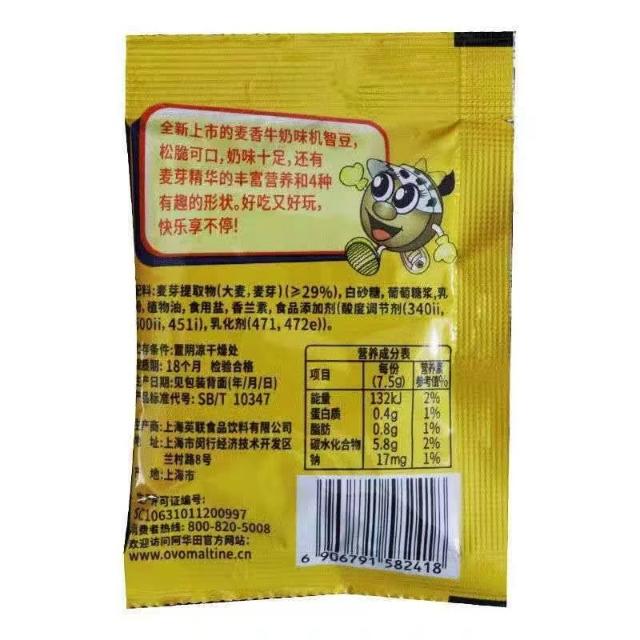 全新上市的麦香牛奶味机智豆,
松脆可口,奶味十足,还有
麦芽精华的丰富营养和4种
有趣的形状。好吃又好玩,
快乐享不停!
配料:麦芽提取物(大麦,麦芽)(≥29%),白砂糖,葡萄糖浆,乳
,植物油,食用盐,香兰素,食品添加剂(酸度调节剂(340ii,
500ii, 451i),乳化剂(471, 472e))。
贮存条件:置阴凉干燥处
保质期: 18个月 检验合格
生产日期:见包装背面(年/月/日)
产品标准代号: SB/T 10347
生产商:上海英联食品饮料有限公司
地 址:上海市闵行经济技术开发区
兰村路8号
产 地:上海市
许可证编号:
SC10631011200997
消费者热线: 800-820-5008
欢迎访问阿华田官方网站:
www.ovomaltine.cn
营养成分表
项目 每份(7.5g) 营养素参考值%
能量 132kJ 2%
蛋白质 0.4g 1%
脂肪 0.8g 1%
碳水化合物 5.8g 2%
钠 17mg 1%
6 906791 582418